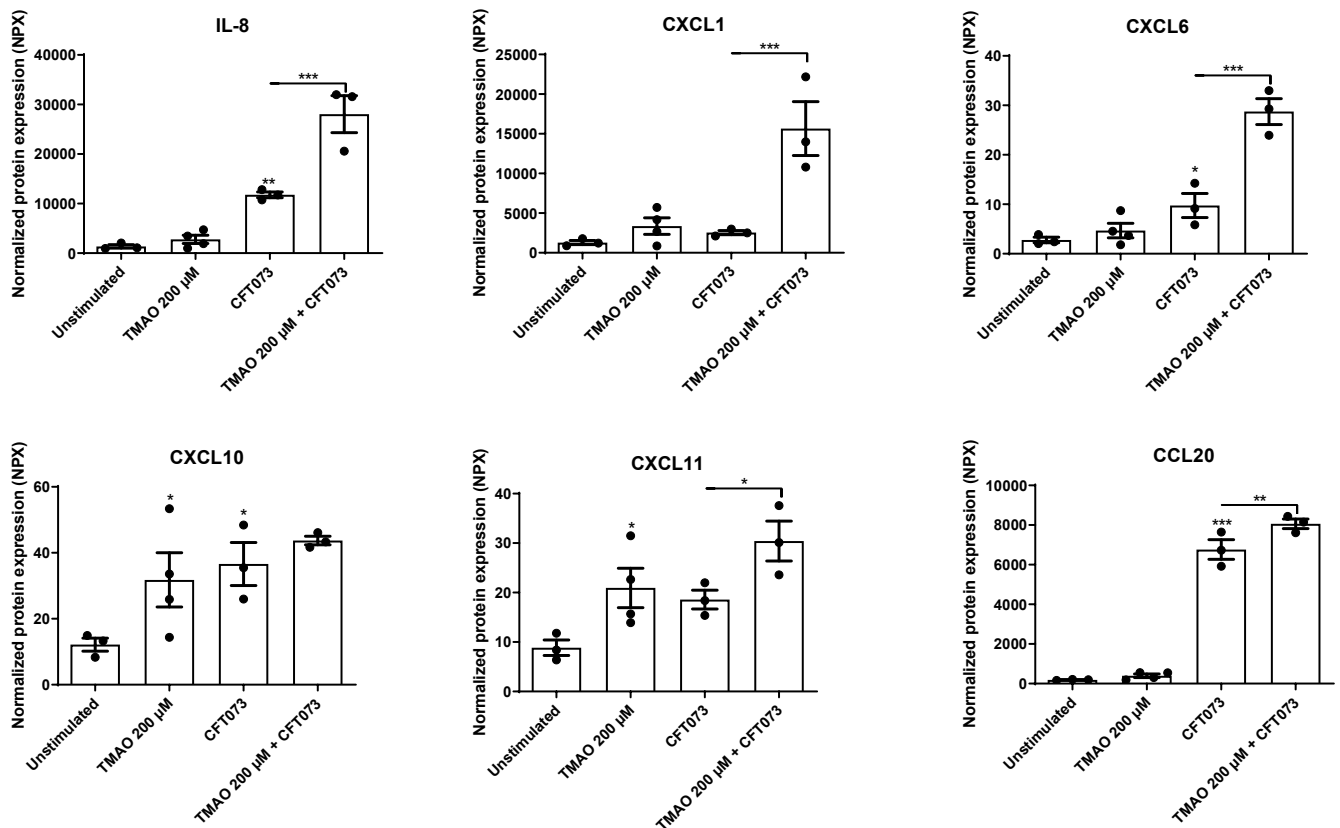 IL-8
Normalized protein expression (NPX)
40000
30000
20000
10000
0
**
***
Unstimulated
TMAO 200 µM
CFT073
TMAO 200 µM + CFT073
CXCL1
Normalized protein expression (NPX)
25000
20000
15000
10000
5000
0
***
Unstimulated
TMAO 200 µM
CFT073
TMAO 200 µM + CFT073
CXCL6
Normalized protein expression (NPX)
40
30
20
10
0
*
***
Unstimulated
TMAO 200 µM
CFT073
TMAO 200 µM + CFT073
CXCL10
Normalized protein expression (NPX)
60
40
20
0
*
*
Unstimulated
TMAO 200 µM
CFT073
TMAO 200 µM + CFT073
CXCL11
Normalized protein expression (NPX)
40
30
20
10
0
*
*
Unstimulated
TMAO 200 µM
CFT073
TMAO 200 µM + CFT073
CCL20
Normalized protein expression (NPX)
10000
8000
6000
4000
2000
0
***
**
Unstimulated
TMAO 200 µM
CFT073
TMAO 200 µM + CFT073